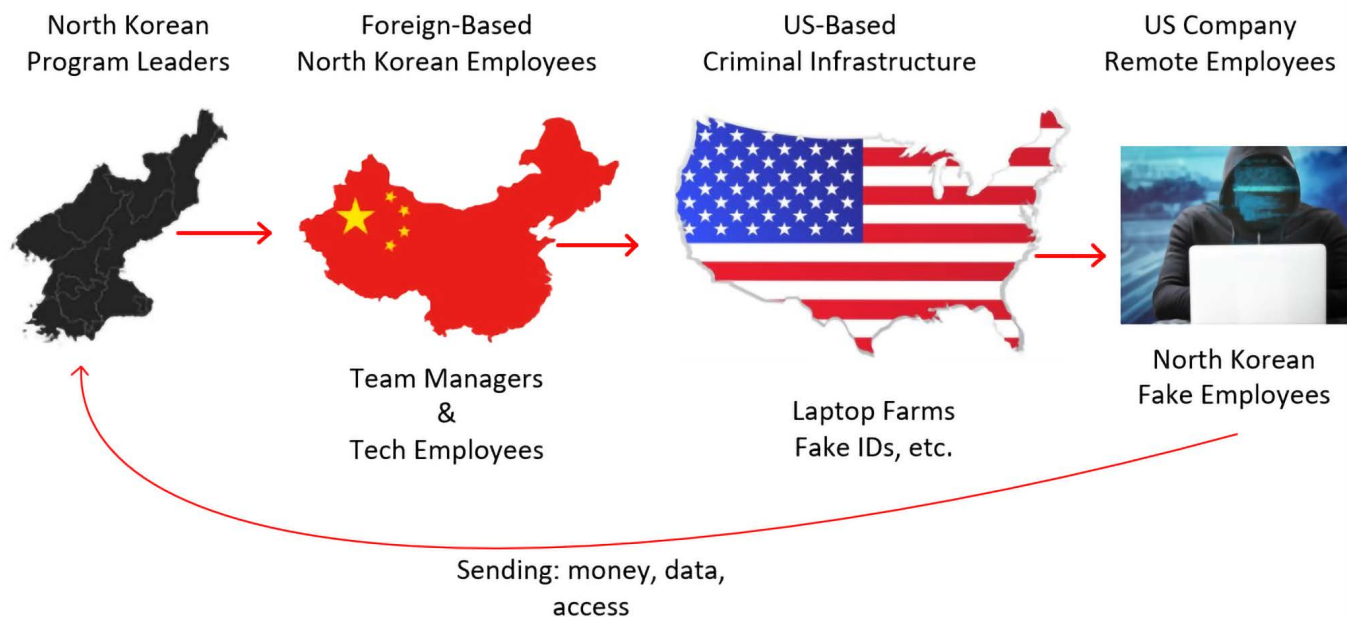 North Korean
Program Leaders
Foreign-Based
North Korean Employees
US-Based
Criminal Infrastructure
US Company
Remote Employees
Team Managers
&
Tech Employees
Laptop Farms
Fake IDs, etc.
North Korean
Fake Employees
Sending: money, data,
access